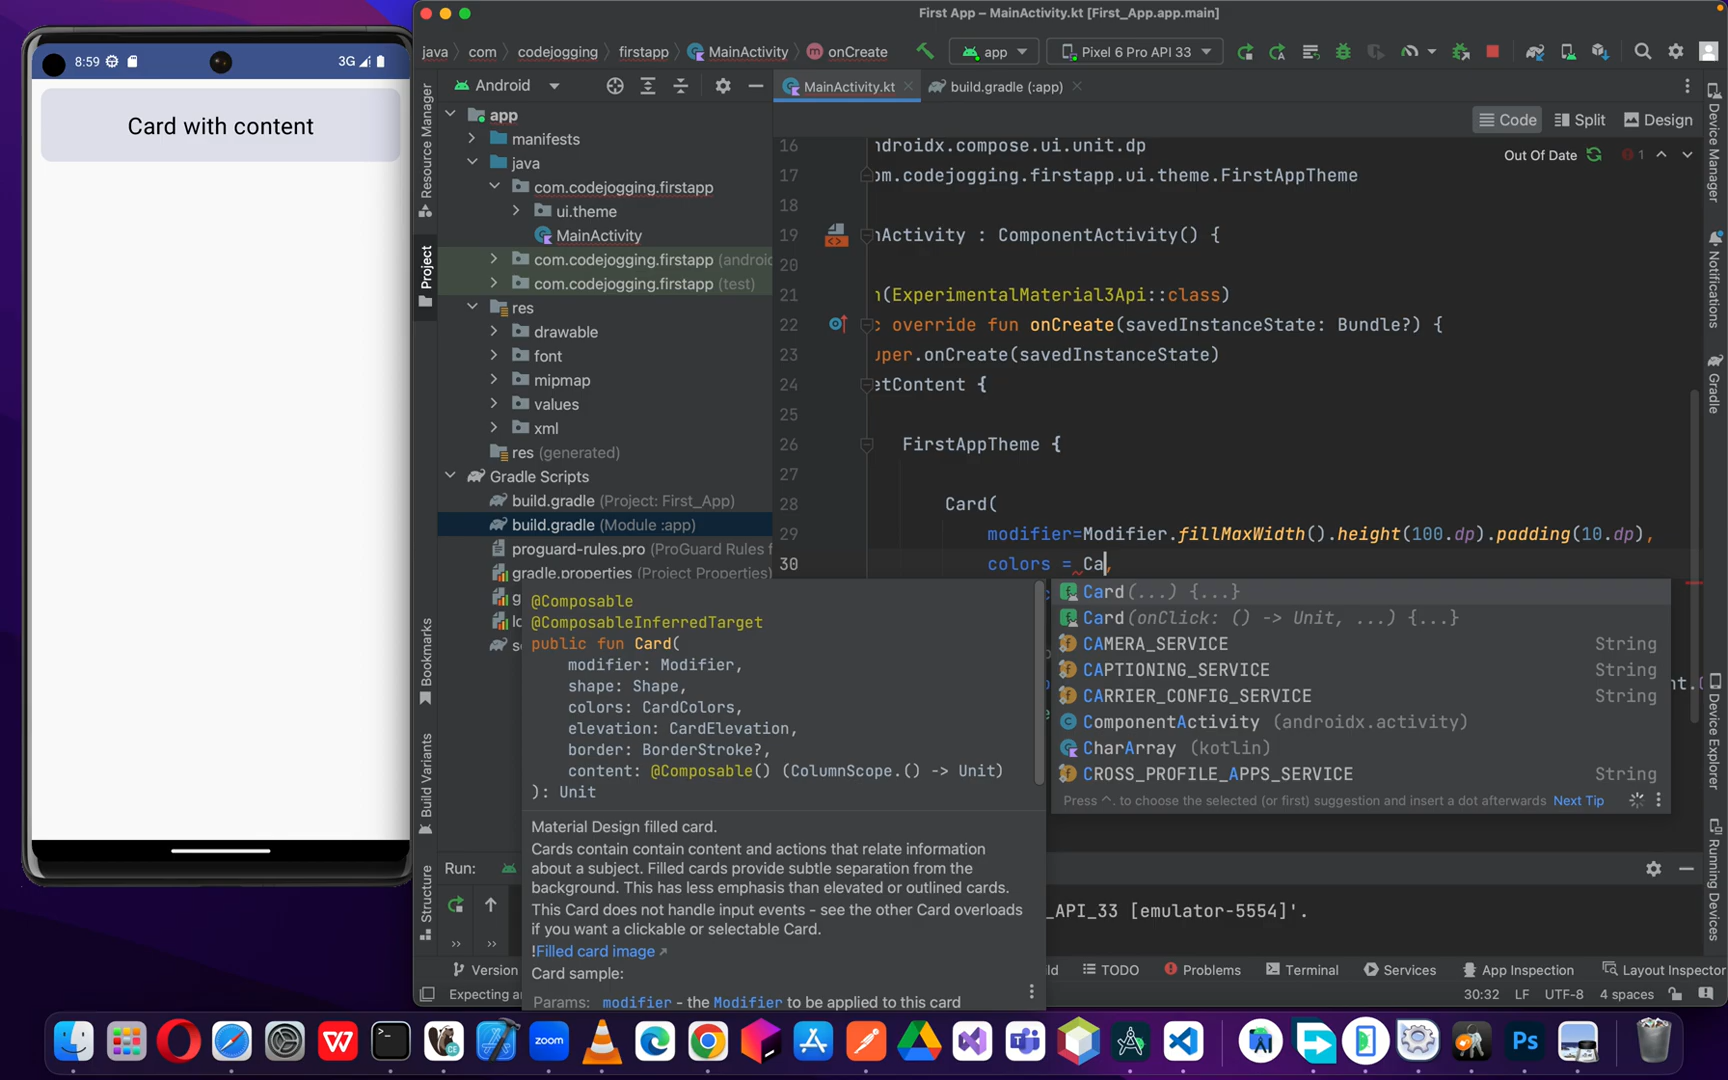 First App – MainActivity.kt [First_App.app.main]
8:59
3G
java
com
codejogging
firstapp
MainActivity
onCreate
app
Pixel 6 Pro API 33
Card with content
Android
MainActivity.kt
build.gradle (:app)
Code
Split
Design
Out Of Date
1
Resource Manager
Project
Bookmarks
Build Variants
Structure
app
manifests
java
com.codejogging.firstapp
ui.theme
MainActivity
com.codejogging.firstapp (andro
com.codejogging.firstapp (test)
res
drawable
font
mipmap
values
xml
res (generated)
Gradle Scripts
build.gradle (Project: First_App)
build.gradle (Module :app)
proguard-rules.pro (ProGuard Rules f
gradle.properties (Project Properties)
16 ndroidx.compose.ui.unit.dp
17 om.codejogging.firstapp.ui.theme.FirstAppTheme
18
19 nActivity : ComponentActivity() {
20
21 n(ExperimentalMaterial3Api::class)
22 c override fun onCreate(savedInstanceState: Bundle?) {
23 uper.onCreate(savedInstanceState)
24 etContent {
25
26 FirstAppTheme {
27
28 Card(
29 modifier=Modifier.fillMaxWidth().height(100.dp).padding(10.dp),
30 colors = Ca,
Card(...) {...}
Card(onClick: () -> Unit, ...) {...}
CAMERA_SERVICE String
CAPTIONING_SERVICE String
CARRIER_CONFIG_SERVICE String
ComponentActivity (androidx.activity)
CharArray (kotlin)
CROSS_PROFILE_APPS_SERVICE String
Press ^. to choose the selected (or first) suggestion and insert a dot afterwards Next Tip
@Composable
@ComposableInferredTarget
public fun Card(
modifier: Modifier,
shape: Shape,
colors: CardColors,
elevation: CardElevation,
border: BorderStroke?,
content: @Composable() (ColumnScope.() -> Unit)
): Unit
Material Design filled card.
Cards contain contain content and actions that relate information
about a subject. Filled cards provide subtle separation from the
background. This has less emphasis than elevated or outlined cards.
This Card does not handle input events - see the other Card overloads
if you want a clickable or selectable Card.
!Filled card image
Card sample:
Params: modifier - the Modifier to be applied to this card
Device Manager
Notifications
Gradle
Device Explorer
Running Devices
Run:
_API_33 [emulator-5554]'.
Version
ld
TODO
Problems
Terminal
Services
App Inspection
Layout Inspector
Expecting a
30:32
LF
UTF-8
4 spaces
zoom
Ps